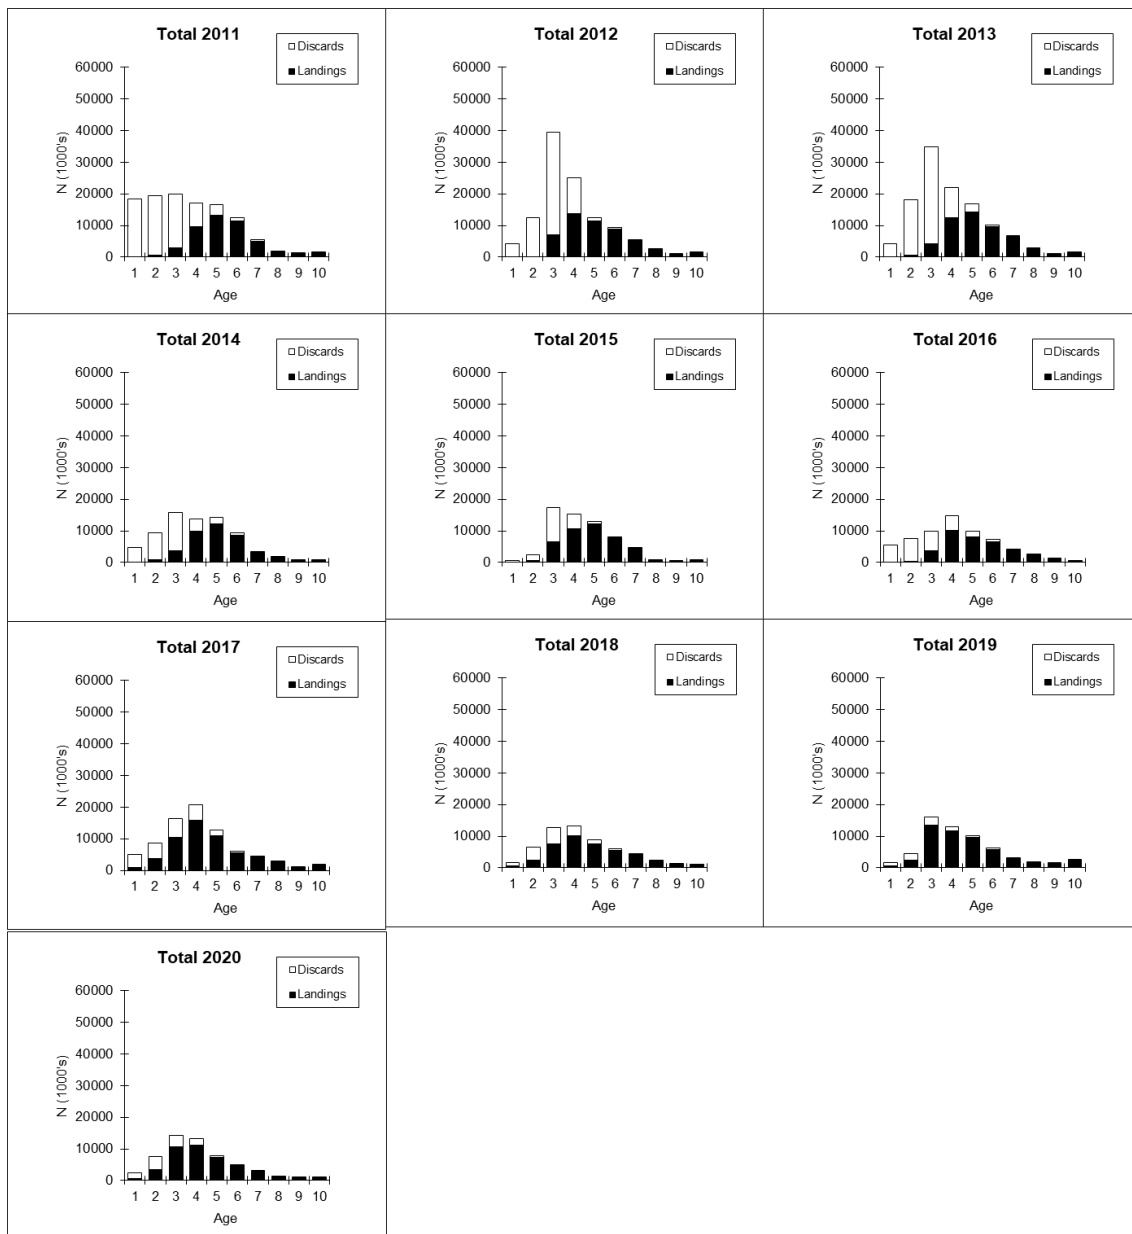 Total 2011
Discards
Landings
60000
50000
40000
30000
20000
10000
0
N (1000's)
1 2 3 4 5 6 7 8 9 10
Age
Total 2012
Discards
Landings
60000
50000
40000
30000
20000
10000
0
N (1000's)
1 2 3 4 5 6 7 8 9 10
Age
Total 2013
Discards
Landings
60000
50000
40000
30000
20000
10000
0
N (1000's)
1 2 3 4 5 6 7 8 9 10
Age
Total 2014
Discards
Landings
60000
50000
40000
30000
20000
10000
0
N (1000's)
1 2 3 4 5 6 7 8 9 10
Age
Total 2015
Discards
Landings
60000
50000
40000
30000
20000
10000
0
N (1000's)
1 2 3 4 5 6 7 8 9 10
Age
Total 2016
Discards
Landings
60000
50000
40000
30000
20000
10000
0
N (1000's)
1 2 3 4 5 6 7 8 9 10
Age
Total 2017
Discards
Landings
60000
50000
40000
30000
20000
10000
0
N (1000's)
1 2 3 4 5 6 7 8 9 10
Age
Total 2018
Discards
Landings
60000
50000
40000
30000
20000
10000
0
N (1000's)
1 2 3 4 5 6 7 8 9 10
Age
Total 2019
Discards
Landings
60000
50000
40000
30000
20000
10000
0
N (1000's)
1 2 3 4 5 6 7 8 9 10
Age
Total 2020
Discards
Landings
60000
50000
40000
30000
20000
10000
0
N (1000's)
1 2 3 4 5 6 7 8 9 10
Age